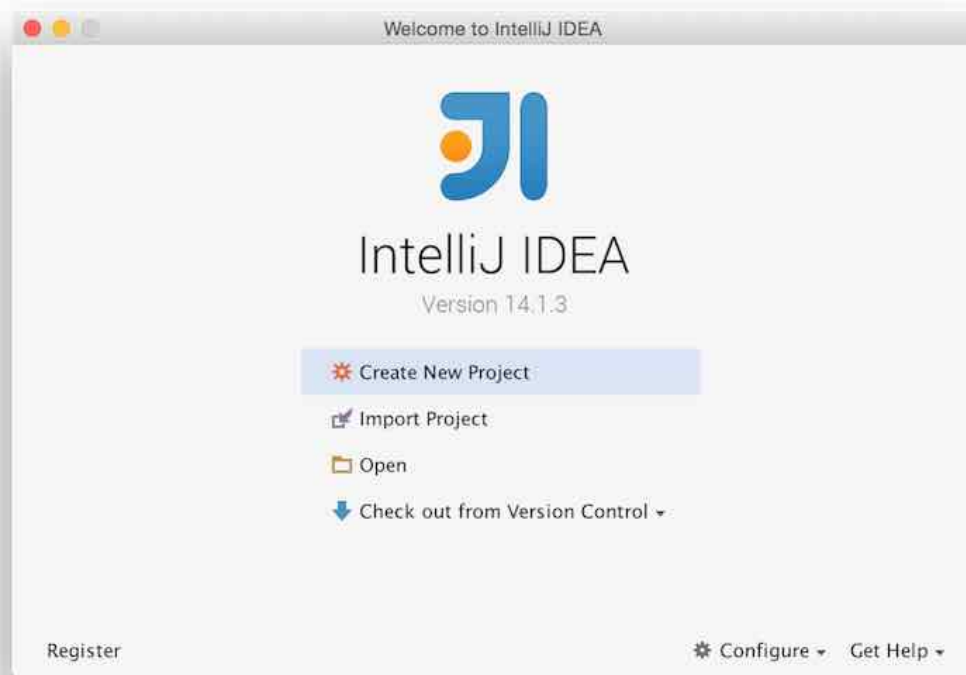 Welcome to IntelliJ IDEA
IntelliJ IDEA
Version 14.1.3
Create New Project
Import Project
Open
Check out from Version Control
Register
Configure
Get Help